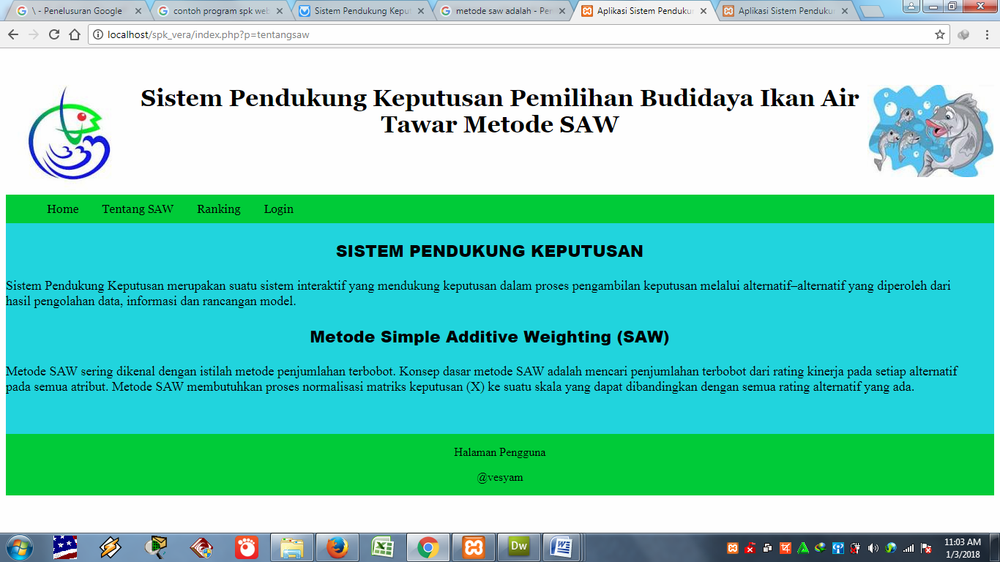 \ - Penelusuran Google
contoh program spk web
Sistem Pendukung Keput
metode saw adalah - Pen
Aplikasi Sistem Pendukun
Aplikasi Sistem Pendukun
localhost/spk_vera/index.php?p=tentangsaw
Sistem Pendukung Keputusan Pemilihan Budidaya Ikan Air
Tawar Metode SAW
Home Tentang SAW Ranking Login
SISTEM PENDUKUNG KEPUTUSAN
Sistem Pendukung Keputusan merupakan suatu sistem interaktif yang mendukung keputusan dalam proses pengambilan keputusan melalui alternatif–alternatif yang diperoleh dari
hasil pengolahan data, informasi dan rancangan model.
Metode Simple Additive Weighting (SAW)
Metode SAW sering dikenal dengan istilah metode penjumlahan terbobot. Konsep dasar metode SAW adalah mencari penjumlahan terbobot dari rating kinerja pada setiap alternatif
pada semua atribut. Metode SAW membutuhkan proses normalisasi matriks keputusan (X) ke suatu skala yang dapat dibandingkan dengan semua rating alternatif yang ada.
Halaman Pengguna
@vesyam
Dw
11:03 AM
1/3/2018